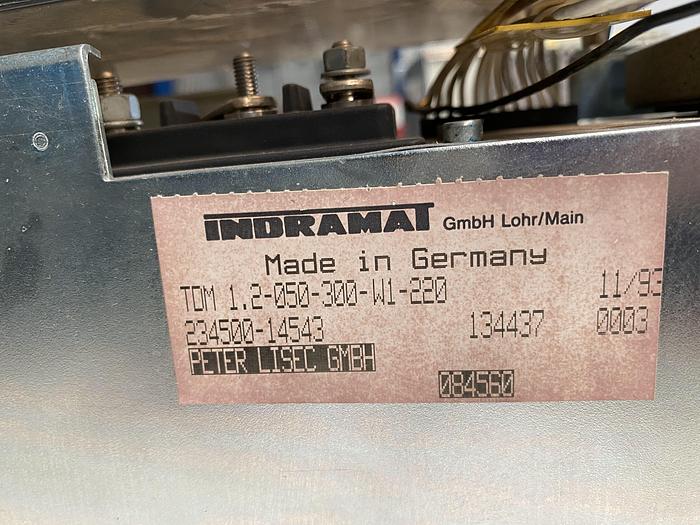 INDRAMAT GmbH Lohr/Main
Made in Germany
TDM 1.2-050-300-W1-220 11/93
234500-14543 134437 0003
PETER LISEC GMBH
084560